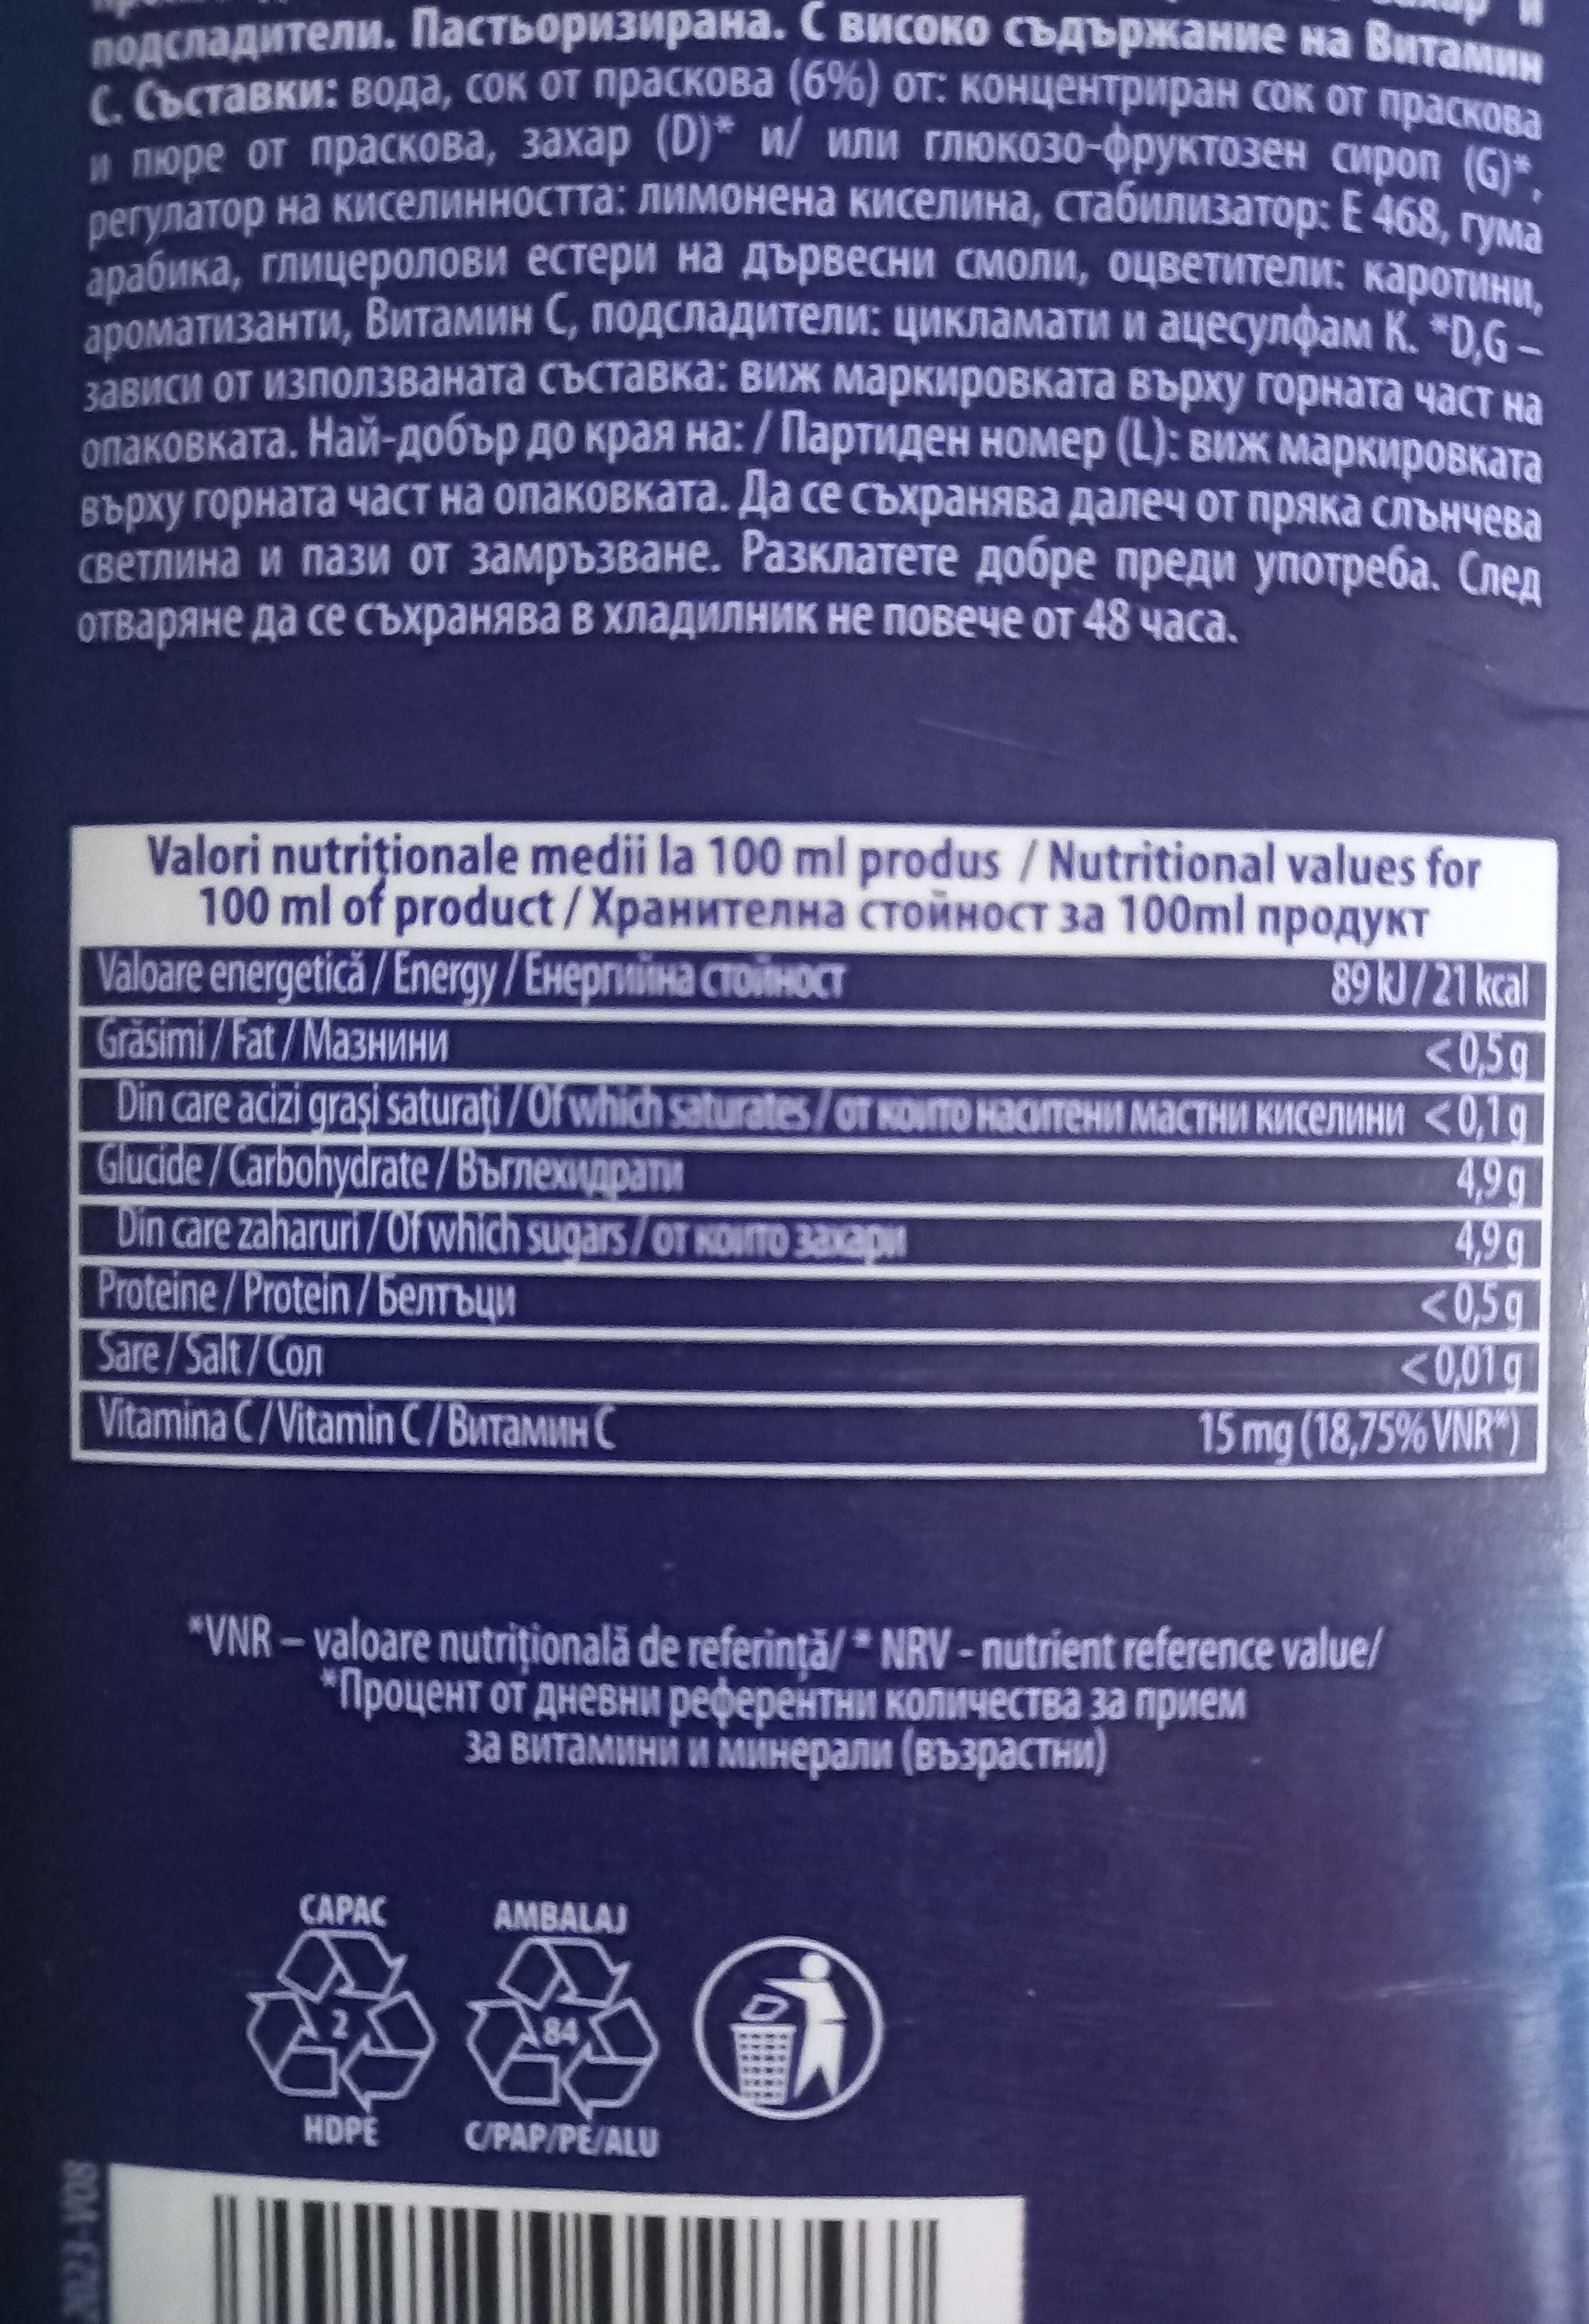 подсладители. Пастьоризирана. С високо съдържание на Витамин
С. Съставки: вода, сок от праскова (6%) от: концентриран сок от праскова
и пюре от праскова, захар (D)* и/ или глюкозо-фруктозен сироп (G)*,
регулатор на киселинността: лимонена киселина, стабилизатор: Е 468, гума
арабика, глицеролови естери на дървесни смоли, оцветители: каротини,
ароматизанти, Витамин С, подсладители: цикламати и ацесулфам К. *D,G –
зависи от използваната съставка: виж маркировката върху горната част на
опаковката. Най-добър до края на: / Партиден номер (L): виж маркировката
върху горната част на опаковката. Да се съхранява далеч от пряка слънчева
светлина и пази от замръзване. Разклатете добре преди употреба. След
отваряне да се съхранява в хладилник не повече от 48 часа.
Valori nutriționale medii la 100 ml produs / Nutritional values for
100 ml of product / Хранителна стойност за 100ml продукт
Valoare energetică / Energy / Енергийна стойност 89 kJ / 21 kcal
Grăsimi / Fat / Мазнини < 0,5 g
Din care acizi grași saturați / Of which saturates / от които наситени мастни киселини < 0,1 g
Glucide / Carbohydrate / Въглехидрати 4,9 g
Din care zaharuri / Of which sugars / от които захари 4,9 g
Proteine / Protein / Белтъци < 0,5 g
Sare / Salt / Сол < 0,01 g
Vitamina C / Vitamin C / Витамин С 15 mg (18,75% VNR*)
*VNR – valoare nutrițională de referință/ * NRV - nutrient reference value/
*Процент от дневни референтни количества за прием
за витамини и минерали (възрастни)
CAPAC AMBALAJ
2 84
HDPE C/PAP/PE/ALU